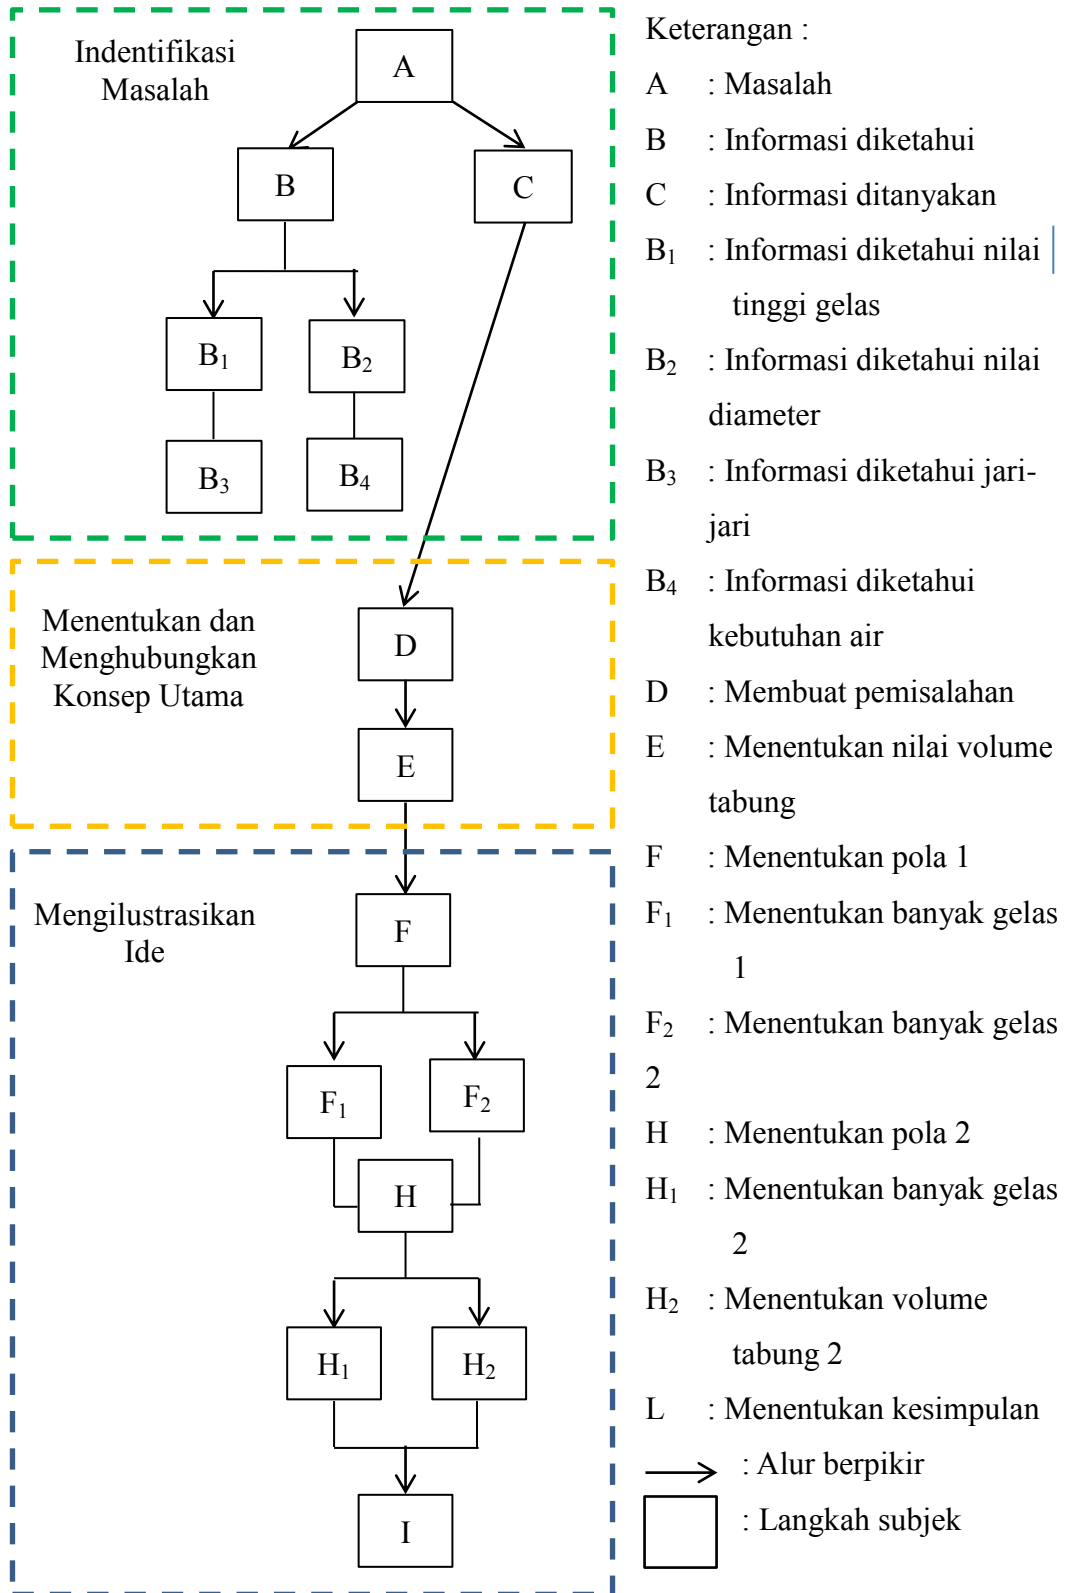 Indentifikasi
Masalah
A
B
C
B₁
B₂
B₃
B₄
Menentukan dan
Menghubungkan
Konsep Utama
D
E
Mengilustrasikan
Ide
F
F₁
F₂
H
H₁
H₂
I
Keterangan :
A : Masalah
B : Informasi diketahui
C : Informasi ditanyakan
B₁ : Informasi diketahui nilai
tinggi gelas
B₂ : Informasi diketahui nilai
diameter
B₃ : Informasi diketahui jari-
jari
B₄ : Informasi diketahui
kebutuhan air
D : Membuat pemisalahan
E : Menentukan nilai volume
tabung
F : Menentukan pola 1
F₁ : Menentukan banyak gelas
1
F₂ : Menentukan banyak gelas
2
H : Menentukan pola 2
H₁ : Menentukan banyak gelas
2
H₂ : Menentukan volume
tabung 2
L : Menentukan kesimpulan
: Alur berpikir
: Langkah subjek